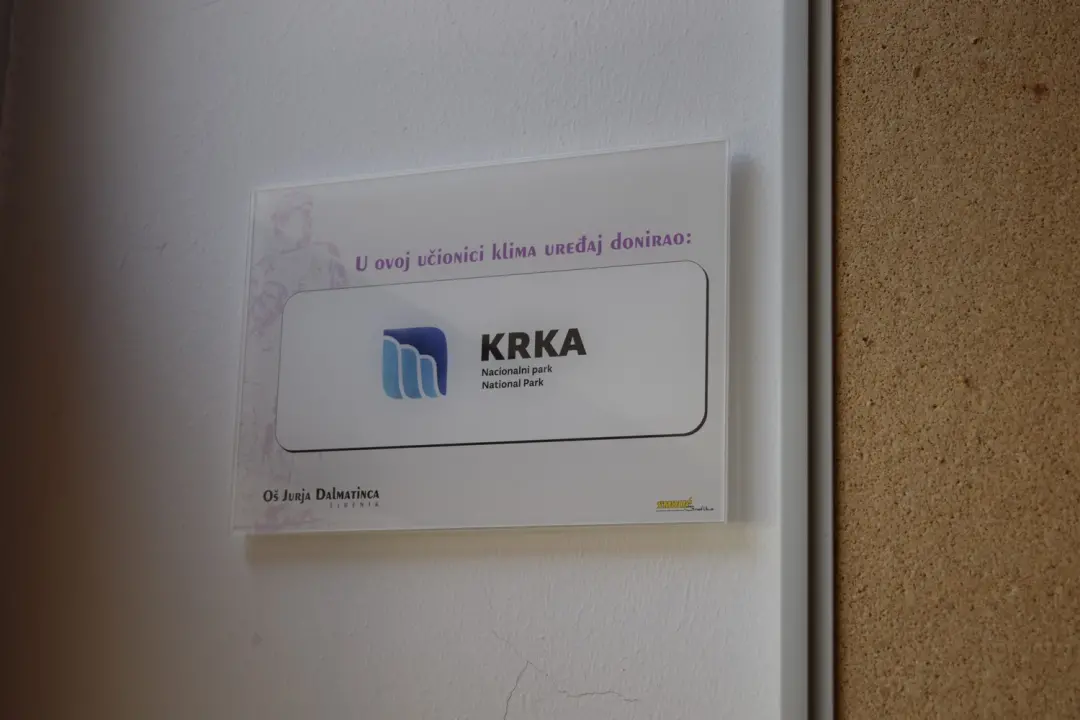 U ovoj učionici klima uređaj donirao:
KRKA
Nacionalni park
National Park
Oš Jurja Dalmatinca
ŠIBENIK